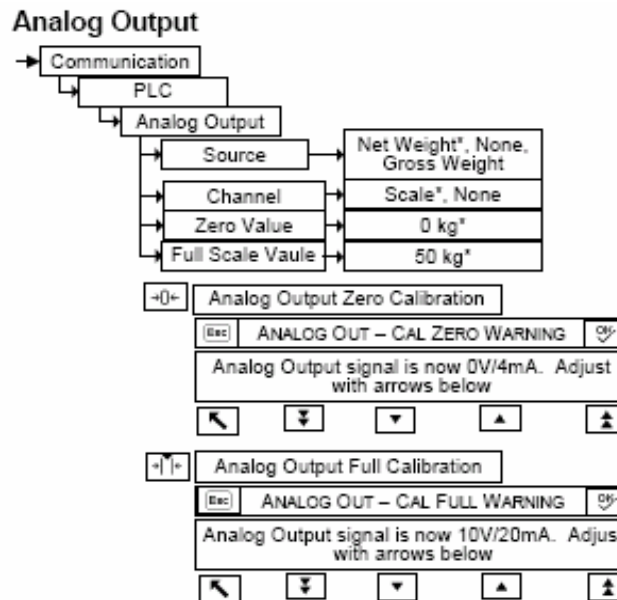 Analog Output
Communication
PLC
Analog Output
Source
Net Weight*, None,
Gross Weight
Channel
Scale*, None
Zero Value
0 kg*
Full Scale Vaule
50 kg*
→0←
Analog Output Zero Calibration
Esc
ANALOG OUT – CAL ZERO WARNING
OK
Analog Output signal is now 0V/4mA. Adjust
with arrows below
Analog Output Full Calibration
Esc
ANALOG OUT – CAL FULL WARNING
OK
Analog Output signal is now 10V/20mA. Adjus
with arrows below